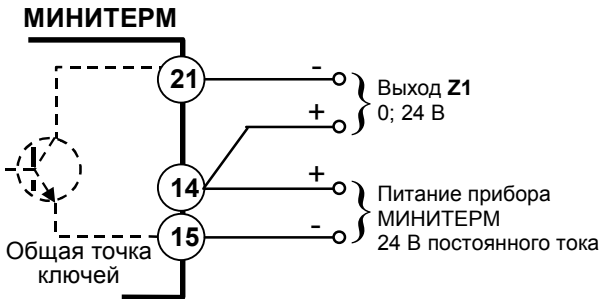 МИНИТЕРМ
21
-
Выход Z1
0; 24 В
+
14
+
Питание прибора
МИНИТЕРМ
24 В постоянного тока
15
-
Общая точка
ключей